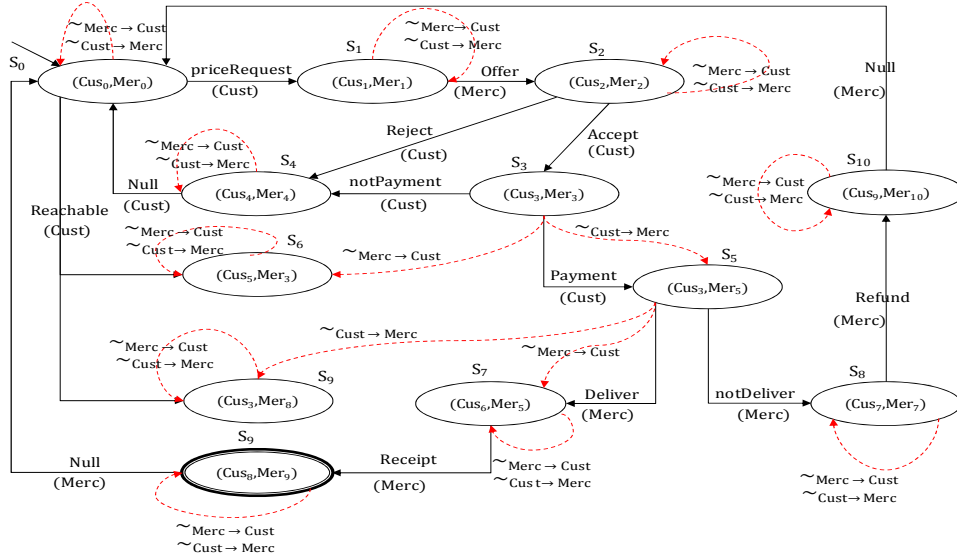 ∼Merc → Cust
∼Cust → Merc
S0
(Cus0,Mer0)
priceRequest
(Cust)
S1
∼Merc → Cust
∼Cust → Merc
(Cus1,Mer1)
Offer
(Merc)
S2
(Cus2,Mer2)
∼Merc → Cust
∼Cust → Merc
Null
(Merc)
Reject
(Cust)
Accept
(Cust)
∼Merc → Cust
∼Cust → Merc
S4
(Cus4,Mer4)
Null
(Cust)
notPayment
(Cust)
S3
(Cus3,Mer3)
S10
∼Merc → Cust
∼Cust → Merc
(Cus9,Mer10)
Reachable
(Cust)
∼Merc → Cust
∼Cust → Merc
S6
(Cus5,Mer3)
∼Merc → Cust
∼Cust → Merc
S5
(Cus3,Mer5)
Payment
(Cust)
Refund
(Merc)
∼Merc → Cust
∼Cust → Merc
∼Cust → Merc
∼Merc → Cust
S9
(Cus3,Mer8)
S7
(Cus6,Mer5)
Deliver
(Merc)
notDeliver
(Merc)
S8
(Cus7,Mer7)
S9
(Cus8,Mer9)
Null
(Merc)
Receipt
(Merc)
∼Merc → Cust
∼Cust → Merc
∼Merc → Cust
∼Cust → Merc
∼Merc → Cust
∼Cust → Merc